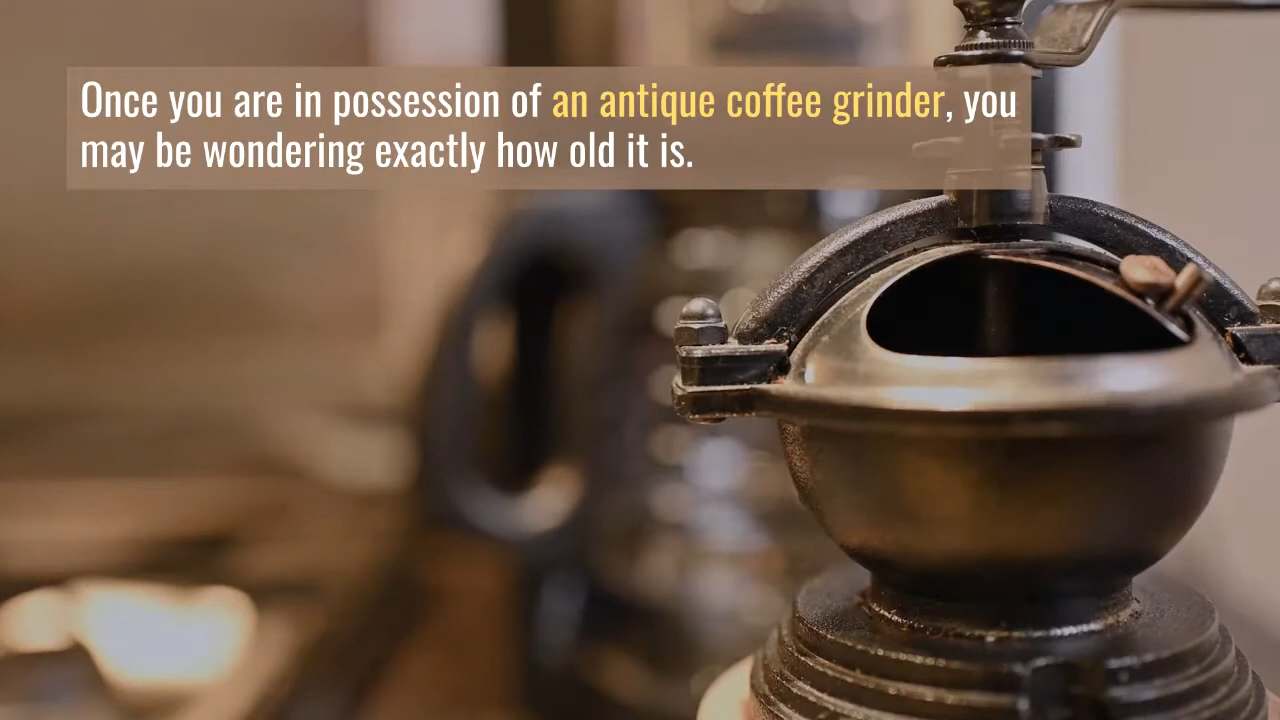 Once you are in possession of an antique coffee grinder, you
may be wondering exactly how old it is.